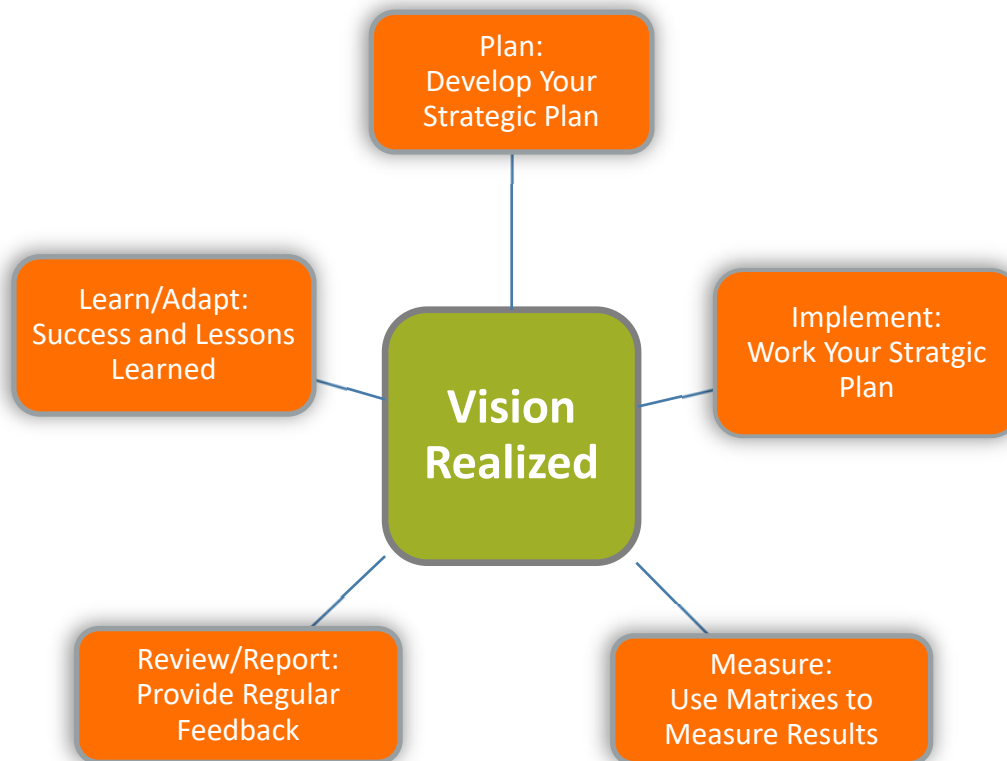 Plan:
Develop Your
Strategic Plan
Learn/Adapt:
Success and Lessons
Learned
Implement:
Work Your Stratgic
Plan
Vision
Realized
Review/Report:
Provide Regular
Feedback
Measure:
Use Matrixes to
Measure Results